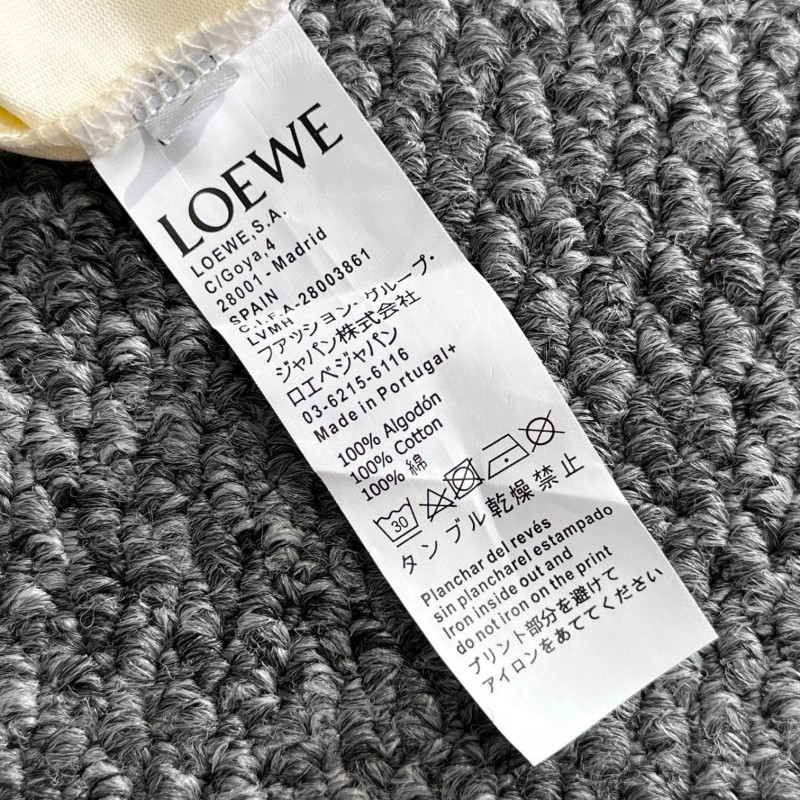 LOEWE
LOEWE,S.A.
C/Goya,4
28001 - Madrid
SPAIN
C.I.F.A-28003861
LVMH
ファッション・グループ・
ジャパン株式会社
ロエベジャパン
03-6215-6116
Made in Portugal+
100% Algodón
100% Cotton
100% 綿
30
タンブル乾燥禁止
Planchar del revés
sin plancharel estampado
Iron inside out and
do not iron on the print
プリント部分を避けて
アイロンをあててください